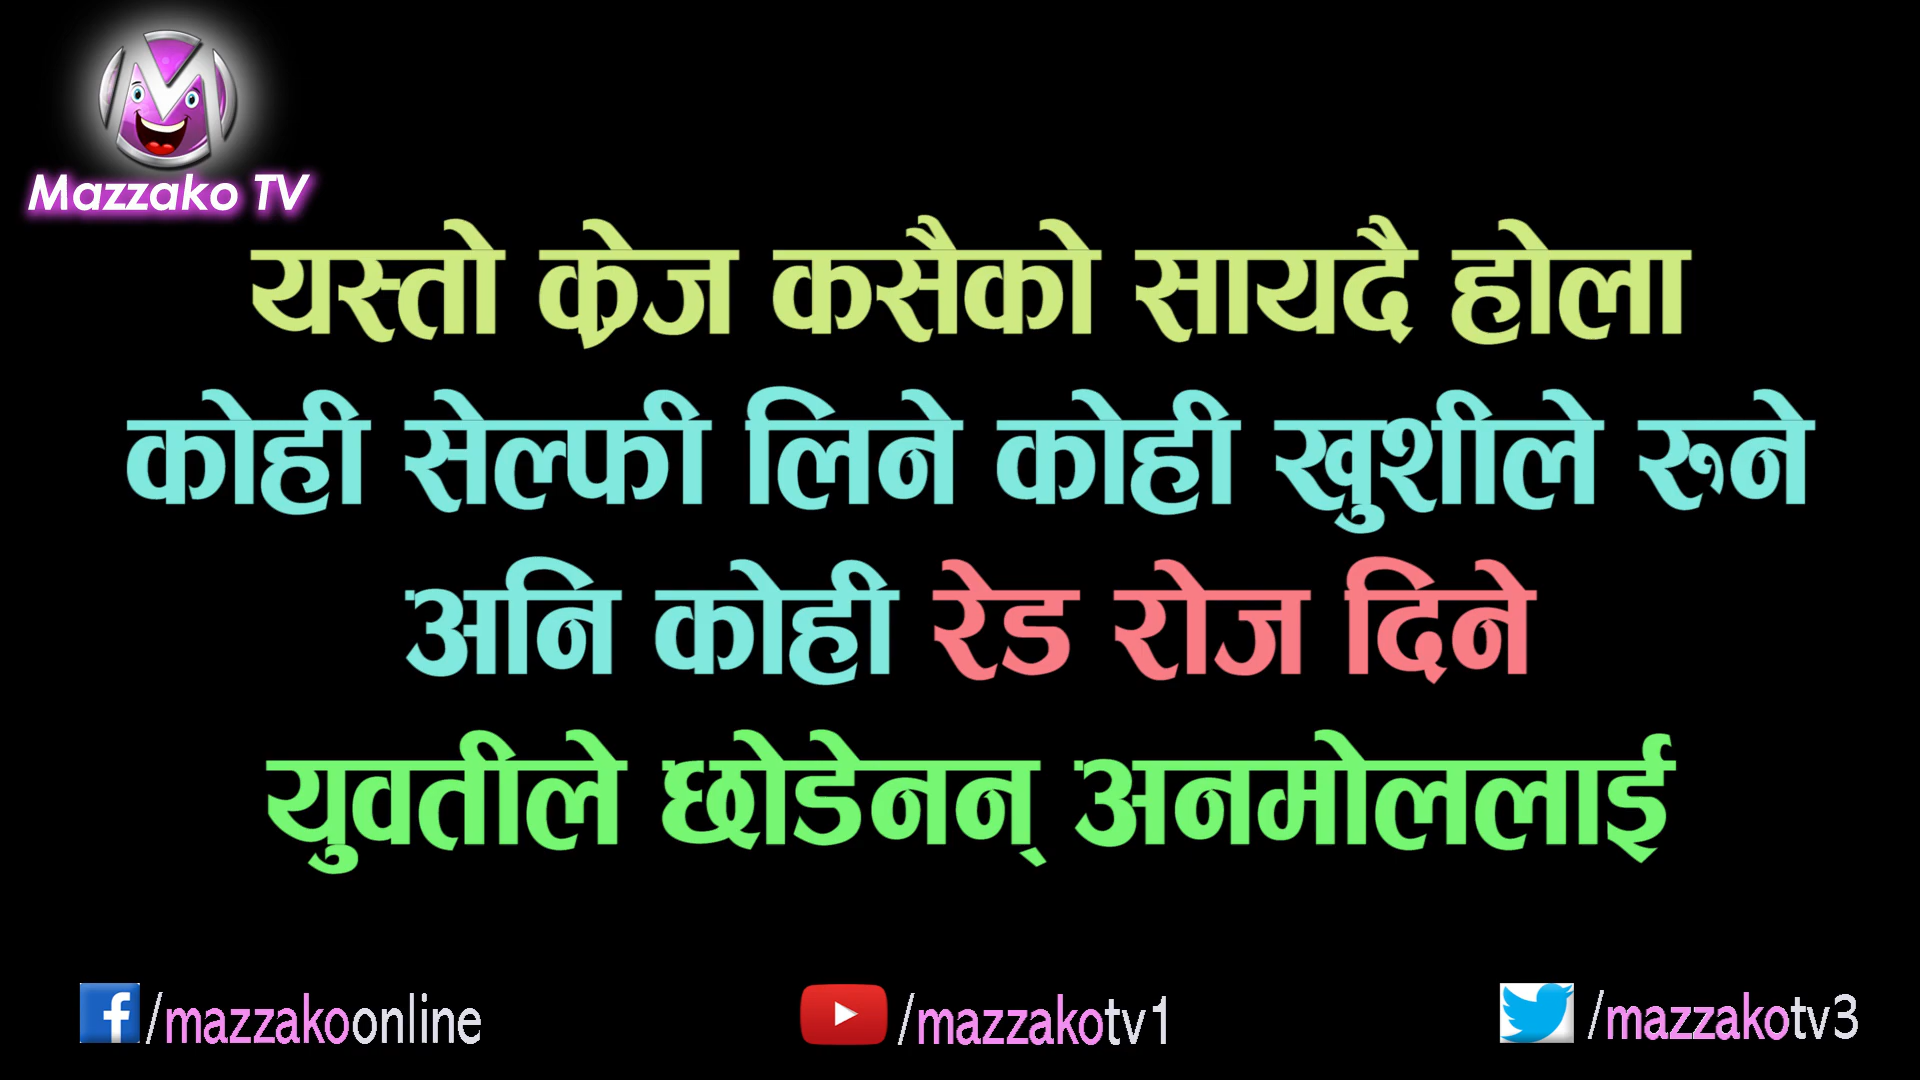 Mazzako TV
यस्तो क्रेज कसैको सायदै होला
कोही सेल्फी लिने कोही खुशीले रुने
अनि कोही रेड रोज दिने
युवतीले छोडेनन् अनमोललाई
/mazzakoonline /mazzakotv1 /mazzakotv3